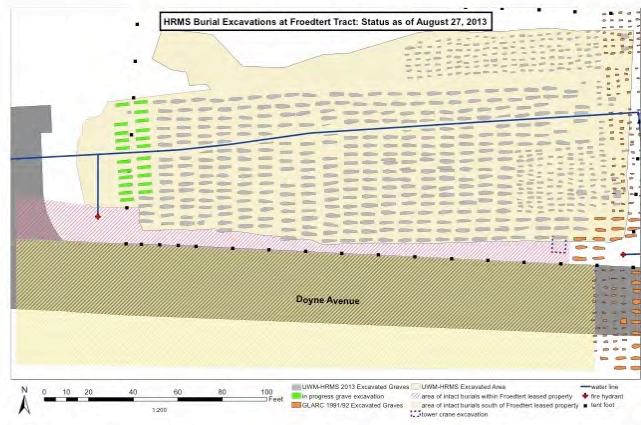 HRMS Burial Excavations at Froedtert Tract: Status as of August 27, 2013
Doyne Avenue
N
0 10 20 40 60 80 100
Feet
1:200
UWM-HRMS 2013 Excavated Graves
in progress grave excavation
GLARC 1991/92 Excavated Graves
UWM-HRMS Excavated Area
area of intact burials within Froedtert leased property
area of intact burials south of Froedtert leased property
tower crane excavation
water line
fire hydrant
tent foot